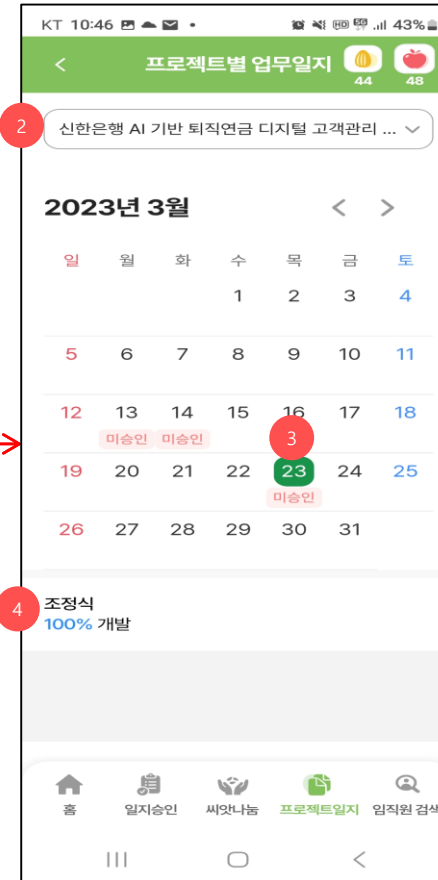 KT 10:46 43%
프로젝트별 업무일지
44 48
2
신한은행 AI 기반 퇴직연금 디지털 고객관리 ...
2023년 3월
일 월 화 수 목 금 토
1 2 3 4
5 6 7 8 9 10 11
12 13 14 15 16 17 18
미승인 미승인
3
19 20 21 22 23 24 25
미승인
26 27 28 29 30 31
4
조정식
100% 개발
홈 일지승인 씨앗나눔 프로젝트일지 임직원 검색